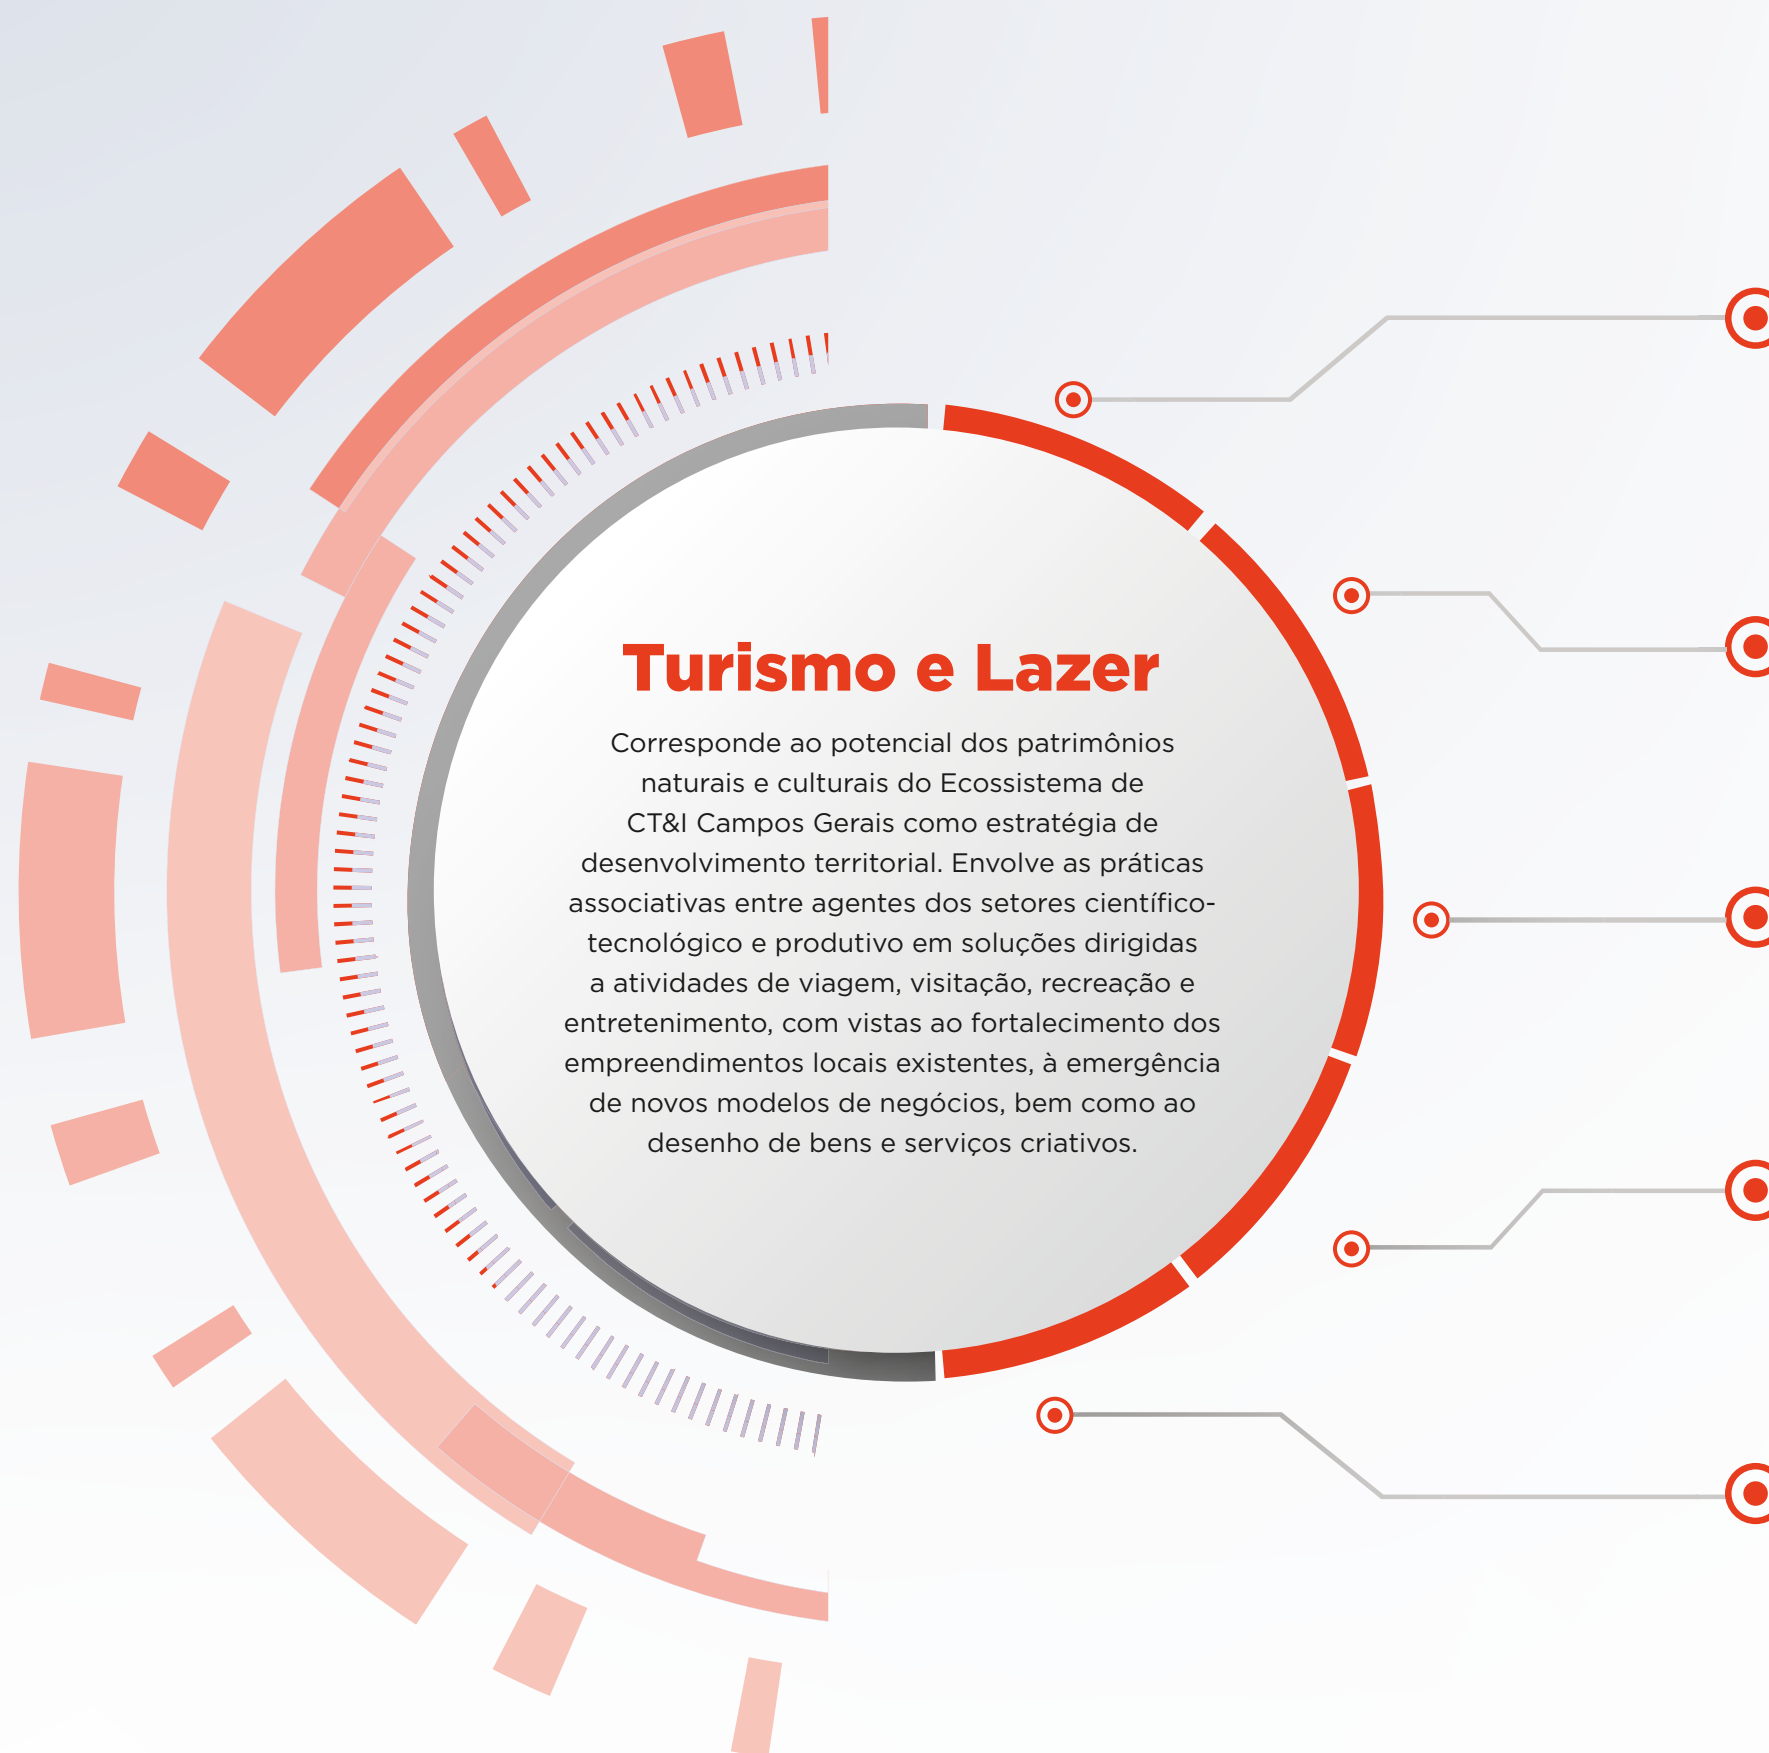 Turismo e Lazer
Corresponde ao potencial dos patrimônios
naturais e culturais do Ecossistema de
CT&I Campos Gerais como estratégia de
desenvolvimento territorial. Envolve as práticas
associativas entre agentes dos setores científico-
tecnológico e produtivo em soluções dirigidas
a atividades de viagem, visitação, recreação e
entretenimento, com vistas ao fortalecimento dos
empreendimentos locais existentes, à emergência
de novos modelos de negócios, bem como ao
desenho de bens e serviços criativos.